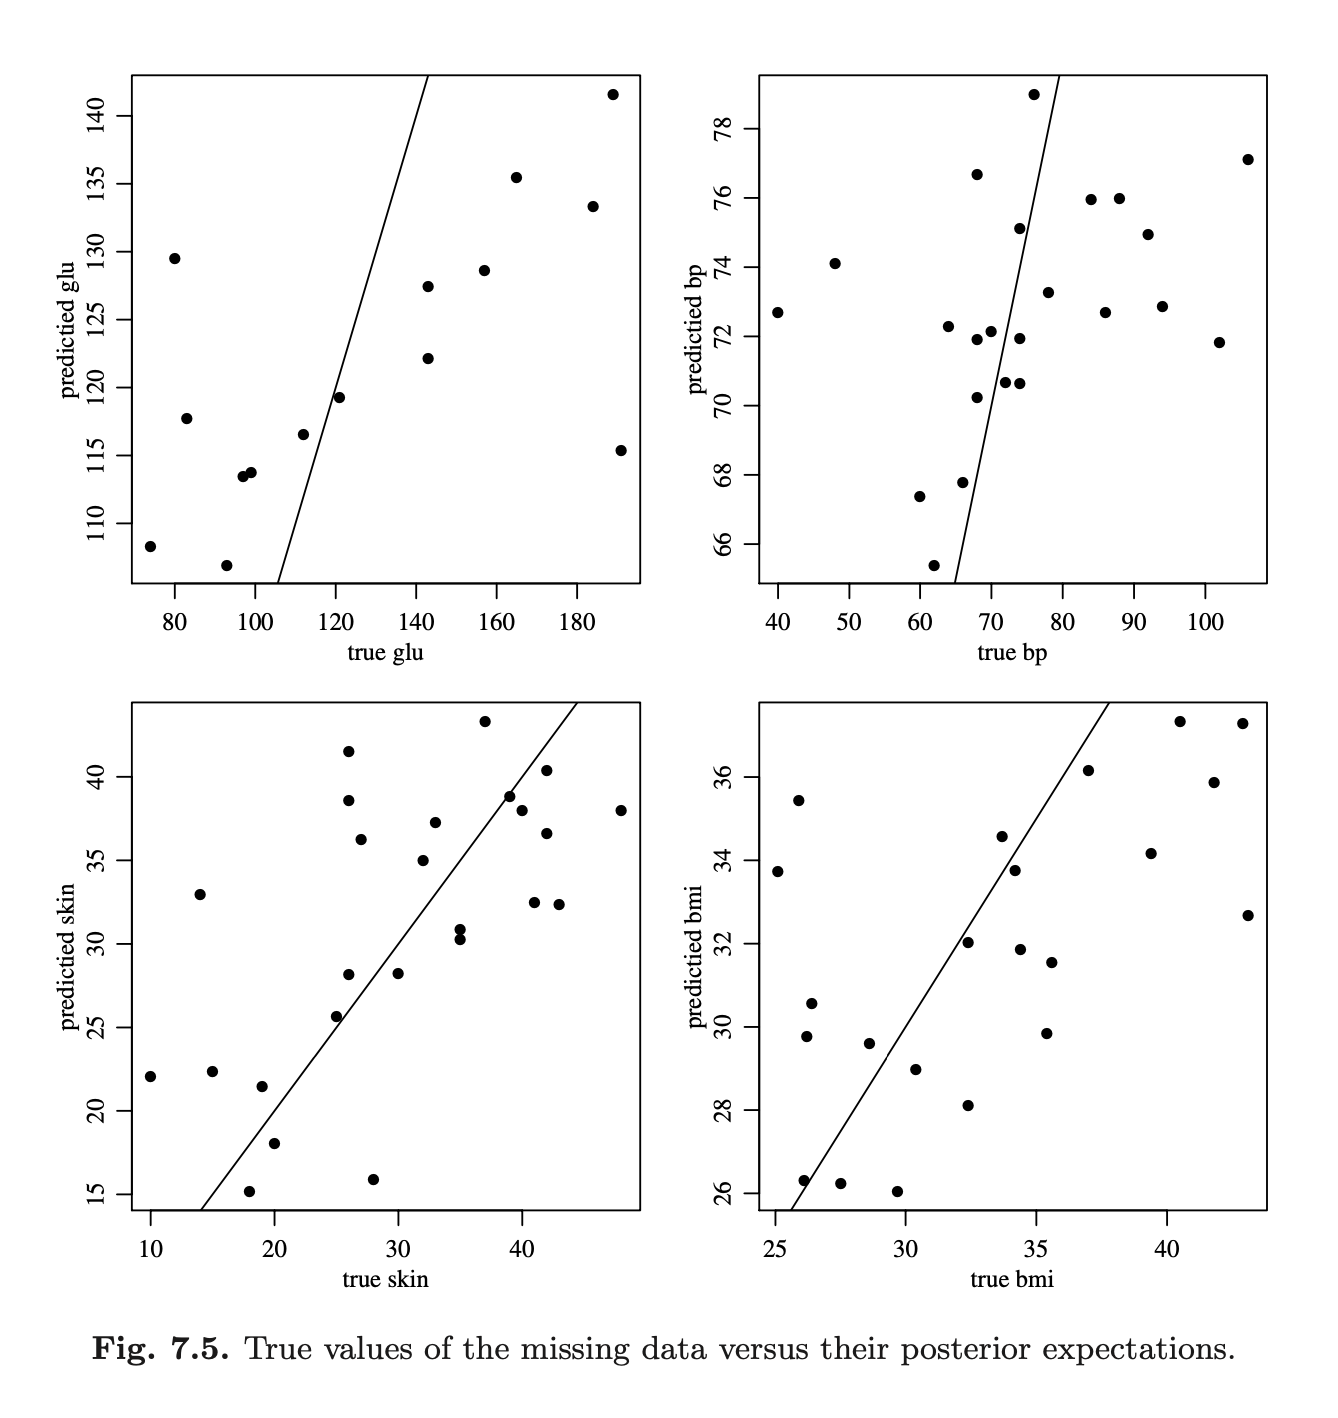 predictied glu
110 115 120 125 130 135 140
80 100 120 140 160 180
true glu
predictied bp
66 68 70 72 74 76 78
40 50 60 70 80 90 100
true bp
predictied skin
15 20 25 30 35 40
10 20 30 40
true skin
predictied bmi
26 28 30 32 34 36
25 30 35 40
true bmi
Fig. 7.5. True values of the missing data versus their posterior expectations.